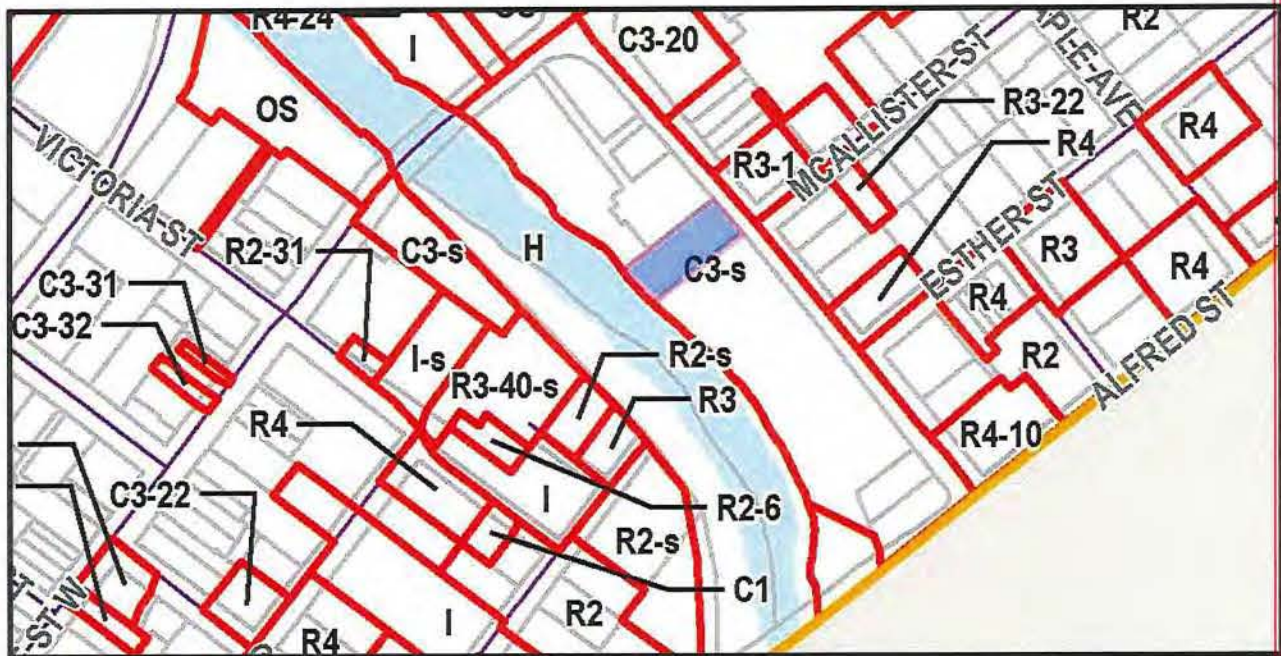 R4-24
I
C3-20
R2
MCALLISTER ST
R3-22
R4
R4
OS
VICTORIA ST
R3-1
ESTHER ST
R3
R2-31
C3-s
H
C3-s
R4
R4
C3-31
C3-32
I-s
R3-40-s
R2-s
R3
R2
ALFRED ST
R4
R4-10
C3-22
I
R2-6
R2-s
C1
R4
I
R2